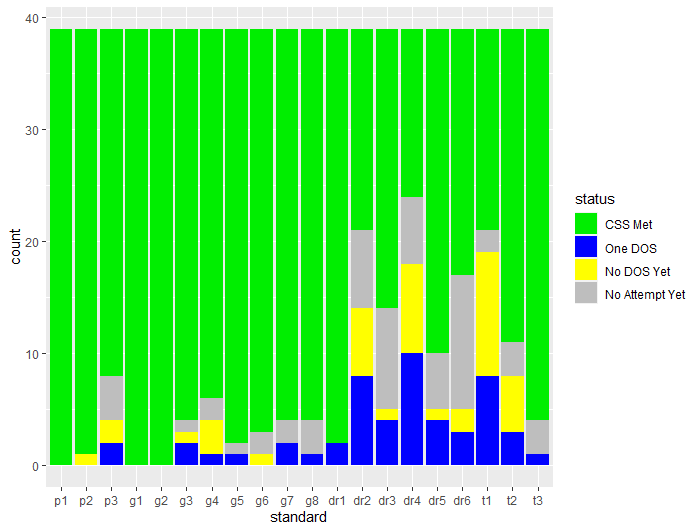 40
30
20
10
0
count
p1 p2 p3 g1 g2 g3 g4 g5 g6 g7 g8 dr1 dr2 dr3 dr4 dr5 dr6 t1 t2 t3
standard
status
CSS Met
One DOS
No DOS Yet
No Attempt Yet